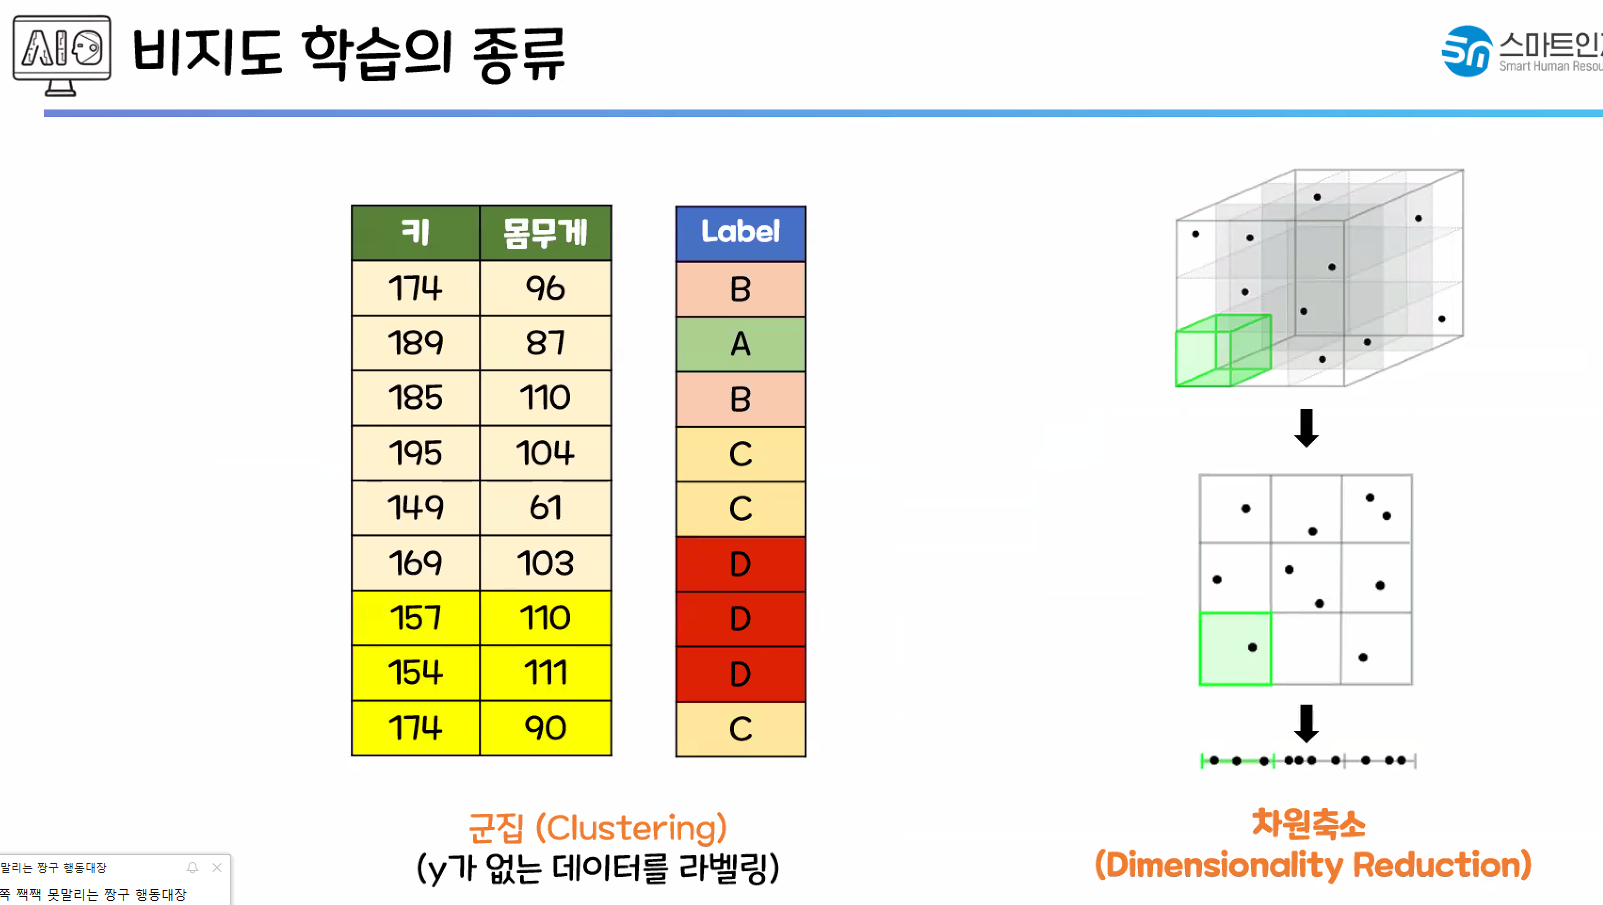 AIO
비지도 학습의 종류
스마트인
Smart Human Resou
키 몸무게 Label
174 96 B
189 87 A
185 110 B
195 104 C
149 61 C
169 103 D
157 110 D
154 111 D
174 90 C
군집 (Clustering)
(y가 없는 데이터를 라벨링)
차원축소
(Dimensionality Reduction)
말리는 짱구 행동대장
쪽 짹짹 못말리는 짱구 행동대장